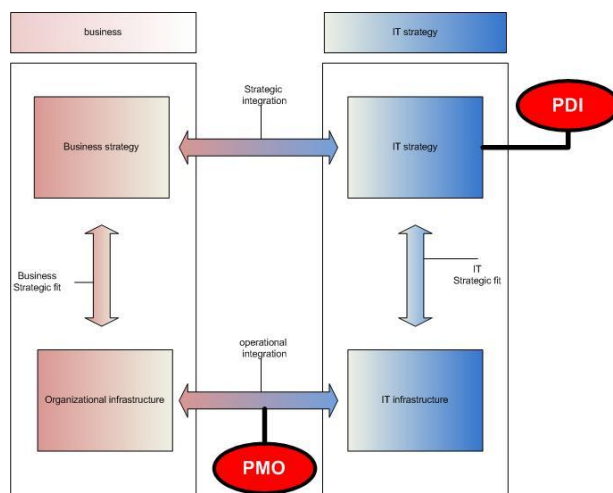 business
IT strategy
Strategic
integration
PDI
Business strategy
IT strategy
Business
Strategic fit
IT
Strategic fit
operational
integration
Organizational infrastructure
IT infrastructure
PMO